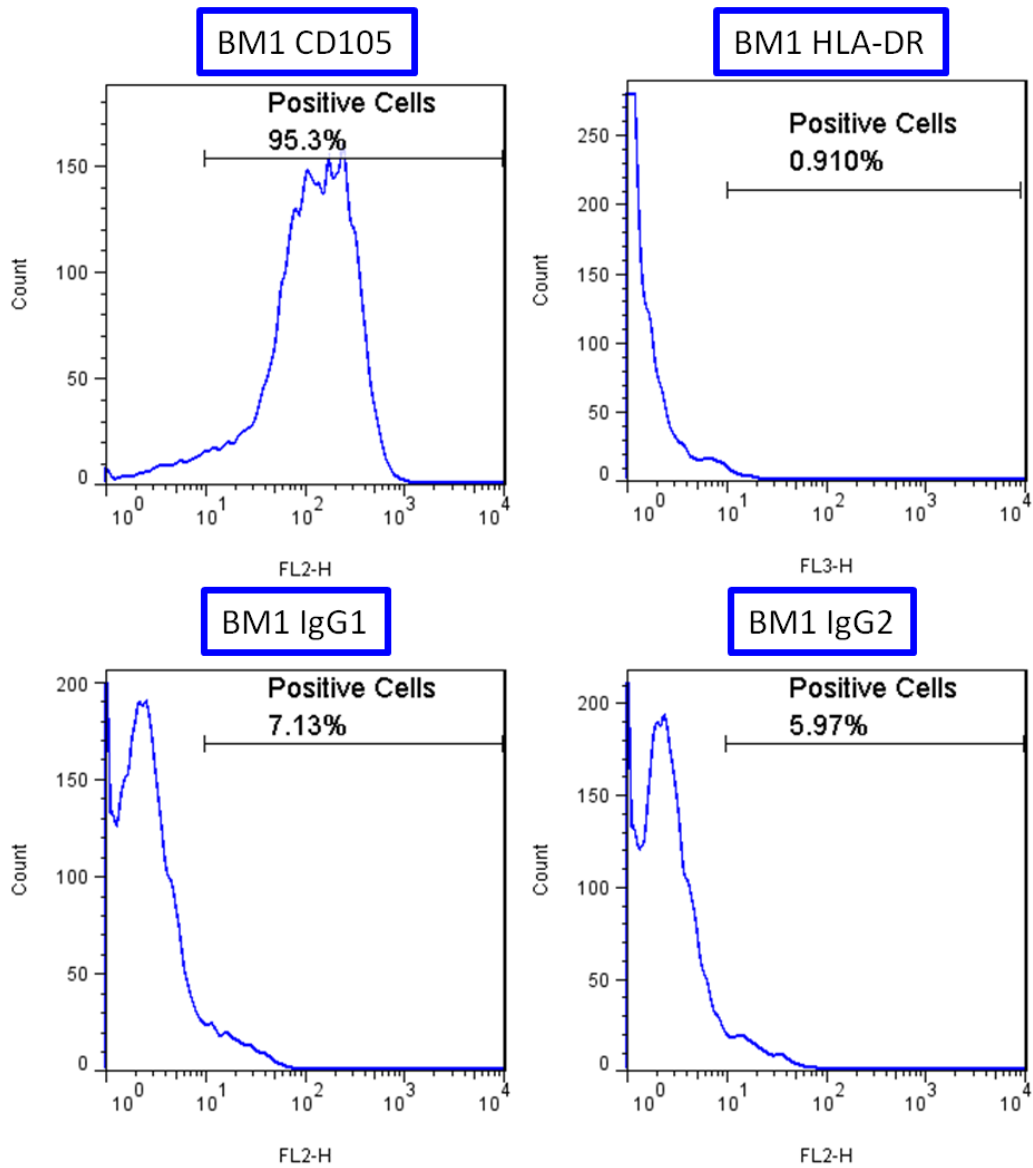 BM1 CD105
Positive Cells
95.3%
150
100
50
0
Count
10^0 10^1 10^2 10^3 10^4
FL2-H
BM1 HLA-DR
Positive Cells
0.910%
250
200
150
100
50
0
Count
10^0 10^1 10^2 10^3 10^4
FL3-H
BM1 IgG1
Positive Cells
7.13%
200
150
100
50
0
Count
10^0 10^1 10^2 10^3 10^4
FL2-H
BM1 IgG2
Positive Cells
5.97%
200
150
100
50
0
Count
10^0 10^1 10^2 10^3 10^4
FL2-H